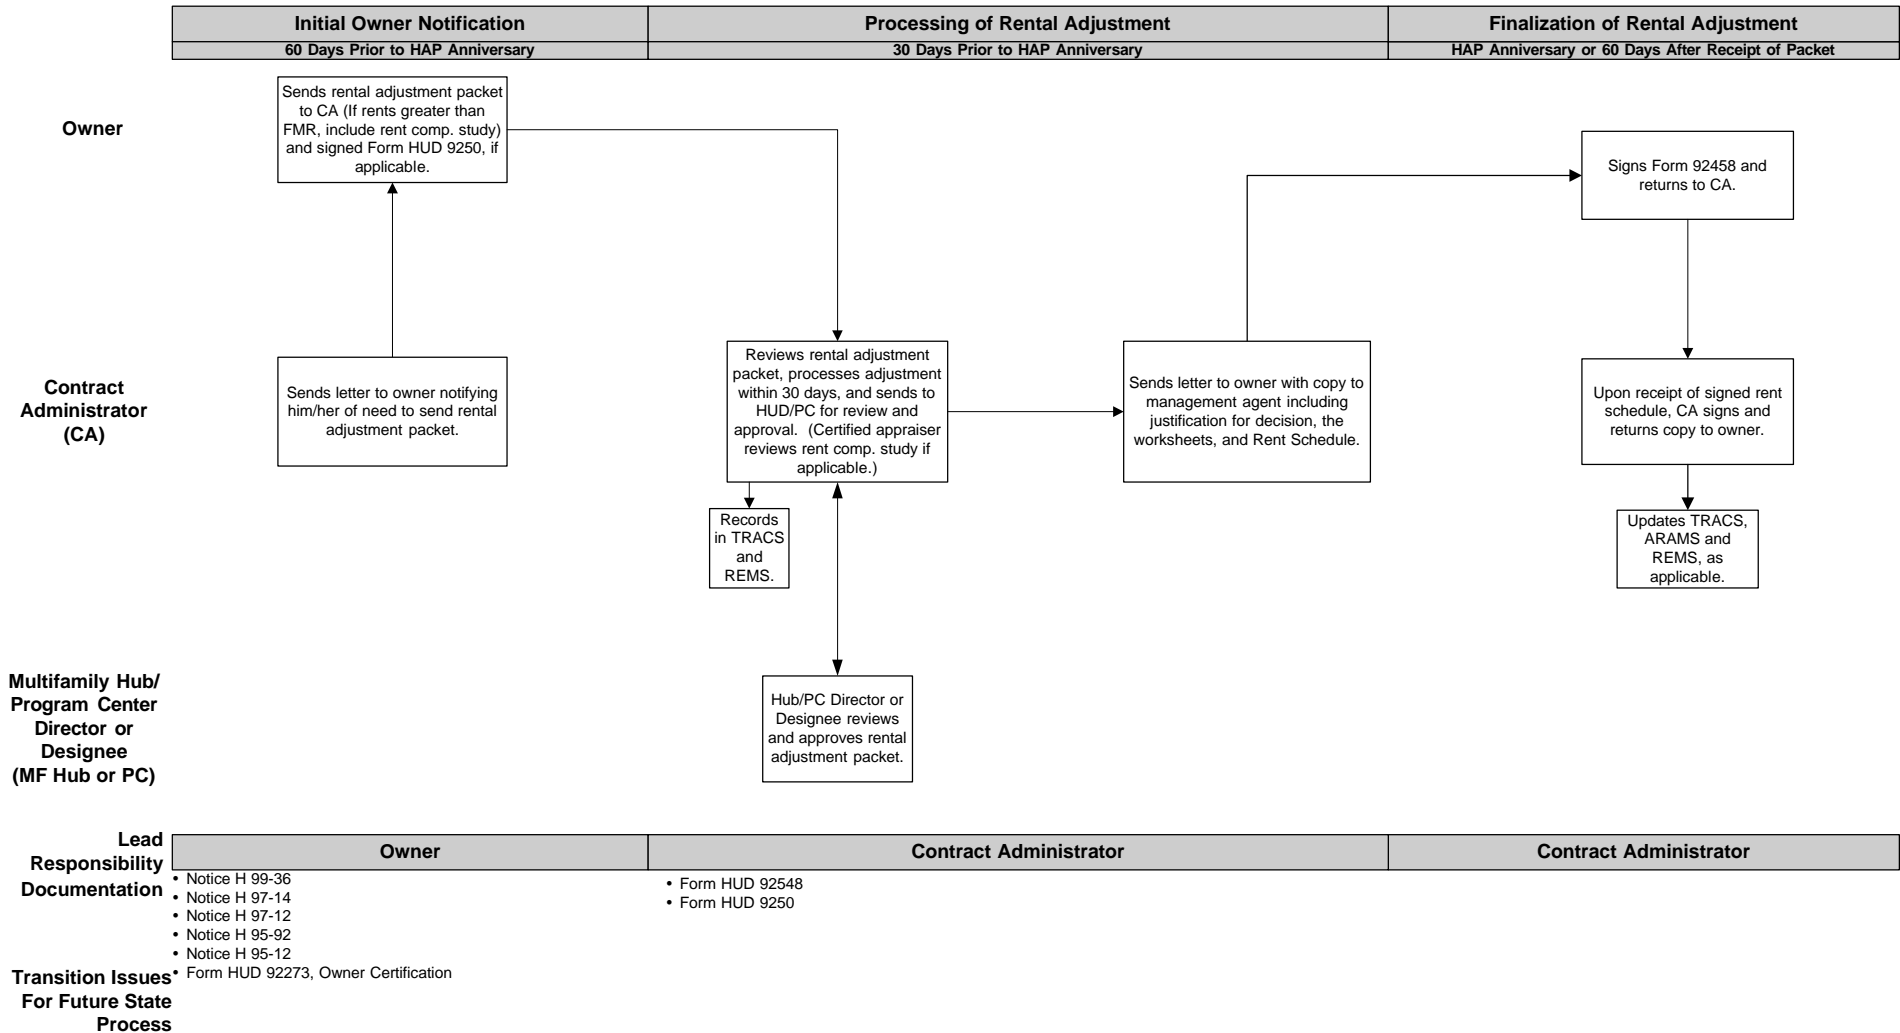 Initial Owner Notification
Processing of Rental Adjustment
Finalization of Rental Adjustment
60 Days Prior to HAP Anniversary
30 Days Prior to HAP Anniversary
HAP Anniversary or 60 Days After Receipt of Packet
Owner
Sends rental adjustment packet
to CA (If rents greater than
FMR, include rent comp. study)
and signed Form HUD 9250, if
applicable.
Signs Form 92458 and
returns to CA.
Contract
Administrator
(CA)
Sends letter to owner notifying
him/her of need to send rental
adjustment packet.
Reviews rental adjustment
packet, processes adjustment
within 30 days, and sends to
HUD/PC for review and
approval. (Certified appraiser
reviews rent comp. study if
applicable.)
Sends letter to owner with copy to
management agent including
justification for decision, the
worksheets, and Rent Schedule.
Upon receipt of signed rent
schedule, CA signs and
returns copy to owner.
Records
in TRACS
and
REMS.
Updates TRACS,
ARAMS and
REMS, as
applicable.
Multifamily Hub/
Program Center
Director or
Designee
(MF Hub or PC)
Hub/PC Director or
Designee reviews
and approves rental
adjustment packet.
Lead
Responsibility
Owner
Contract Administrator
Contract Administrator
Documentation
• Notice H 99-36
• Notice H 97-14
• Notice H 97-12
• Notice H 95-92
• Notice H 95-12
• Form HUD 92273, Owner Certification
• Form HUD 92548
• Form HUD 9250
Transition Issues
For Future State
Process